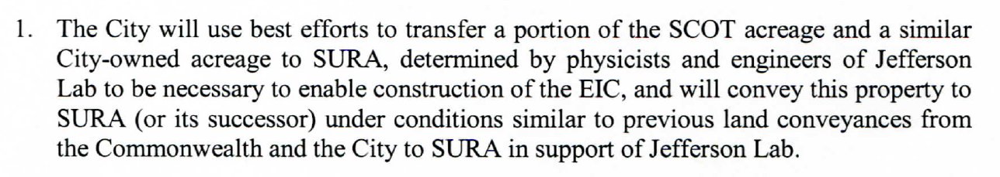 1. The City will use best efforts to transfer a portion of the SCOT acreage and a similar
City-owned acreage to SURA, determined by physicists and engineers of Jefferson
Lab to be necessary to enable construction of the EIC, and will convey this property to
SURA (or its successor) under conditions similar to previous land conveyances from
the Commonwealth and the City to SURA in support of Jefferson Lab.